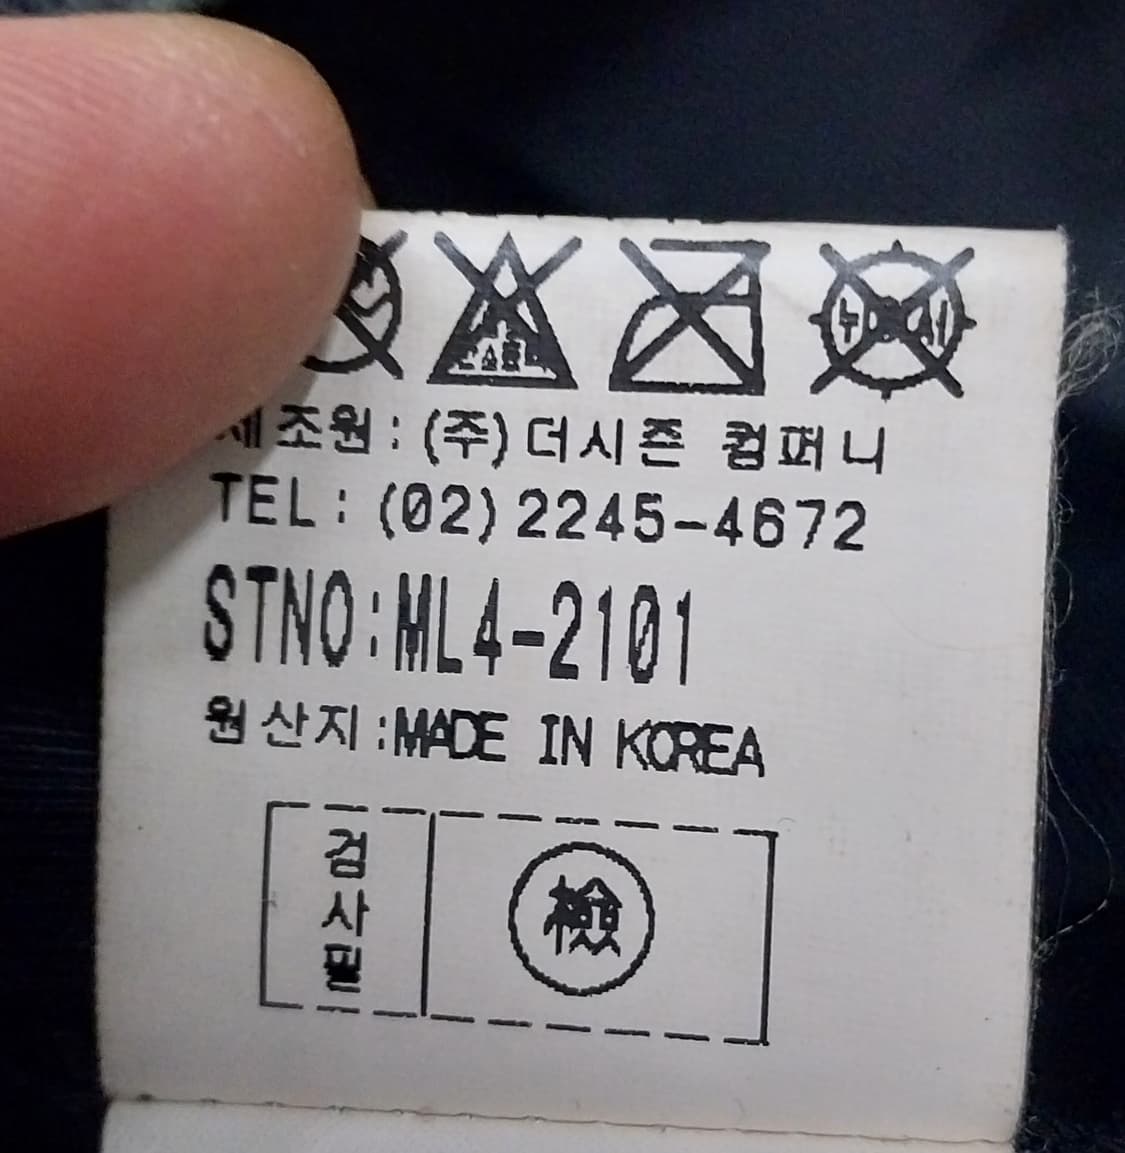 제조원 : (주)더시즌 컴퍼니
TEL : (02)2245-4672
STNO:ML4-2101
원산지 :MADE IN KOREA
검사필
檢